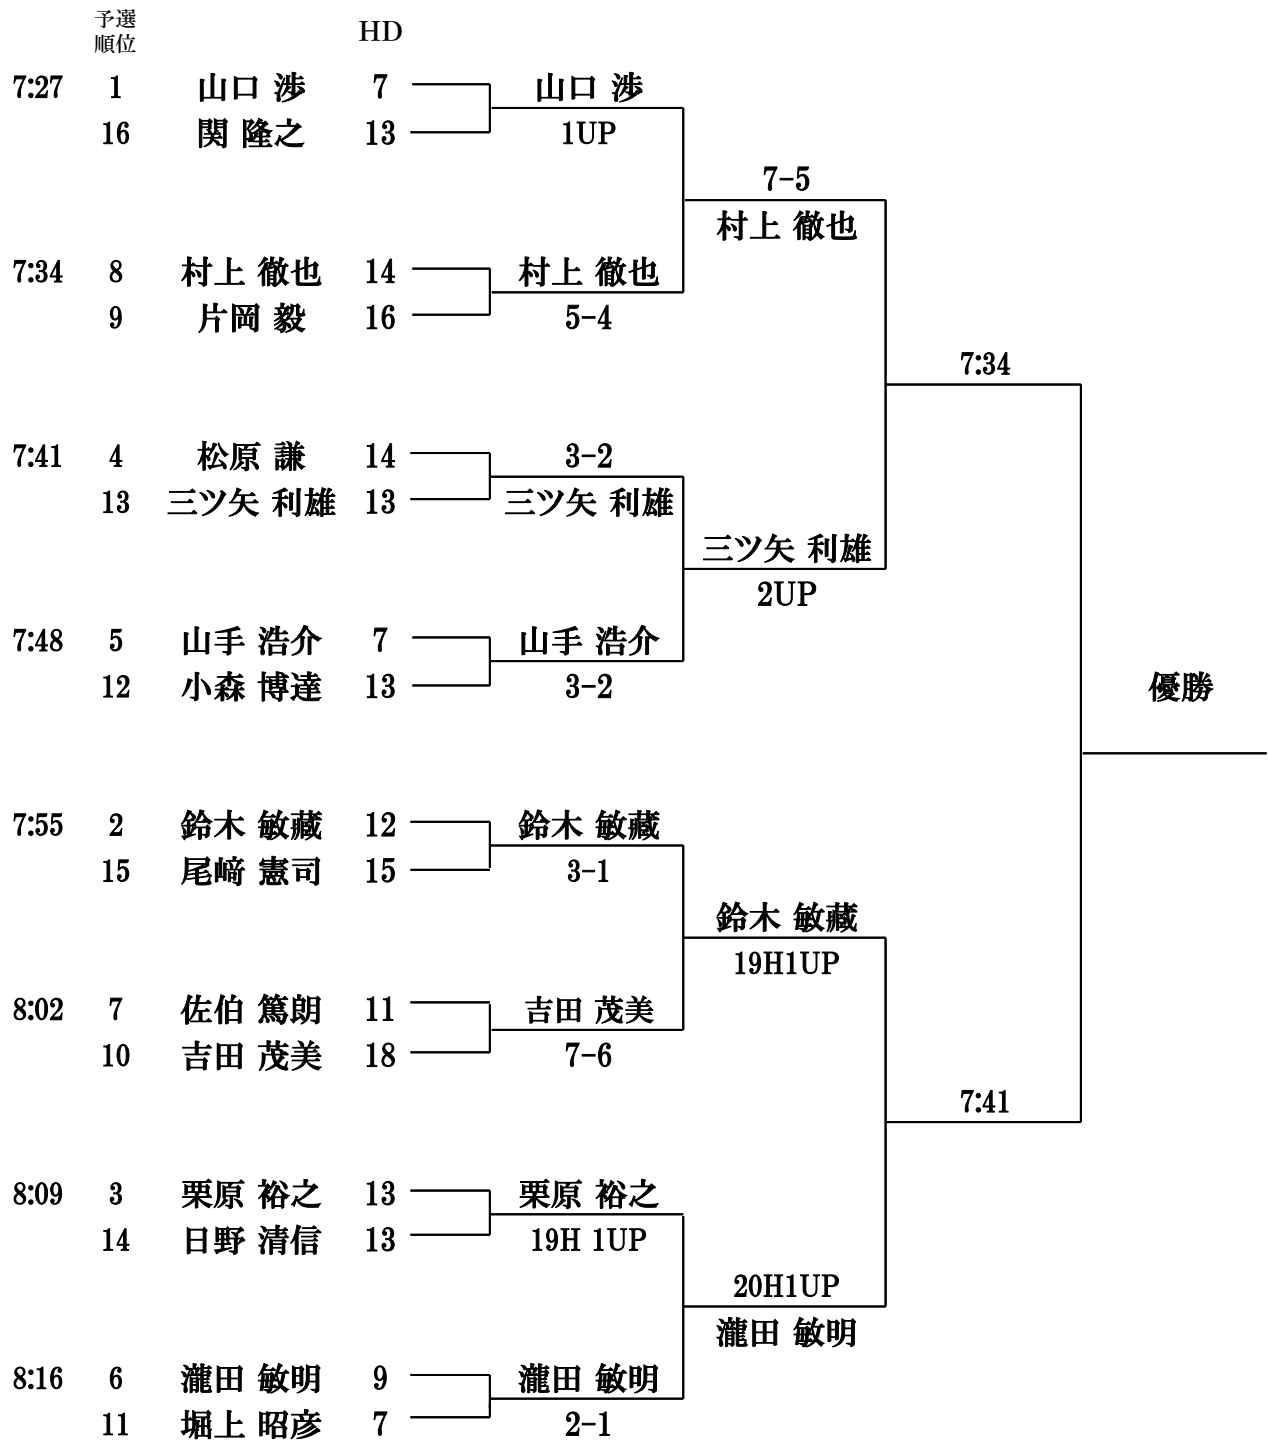 予選
順位 HD
7:27 1 山口 渉 7 山口 渉
16 関 隆之 13 1UP
7-5
村上 徹也
7:34 8 村上 徹也 14 村上 徹也
9 片岡 毅 16 5-4
7:34
7:41 4 松原 謙 14 3-2
13 三ツ矢 利雄 13 三ツ矢 利雄
三ツ矢 利雄
2UP
7:48 5 山手 浩介 7 山手 浩介
12 小森 博達 13 3-2
優勝
7:55 2 鈴木 敏藏 12 鈴木 敏藏
15 尾﨑 憲司 15 3-1
鈴木 敏藏
19H1UP
8:02 7 佐伯 篤朗 11 吉田 茂美
10 吉田 茂美 18 7-6
7:41
8:09 3 栗原 裕之 13 栗原 裕之
14 日野 清信 13 19H 1UP
20H1UP
瀧田 敏明
8:16 6 瀧田 敏明 9 瀧田 敏明
11 堀上 昭彦 7 2-1